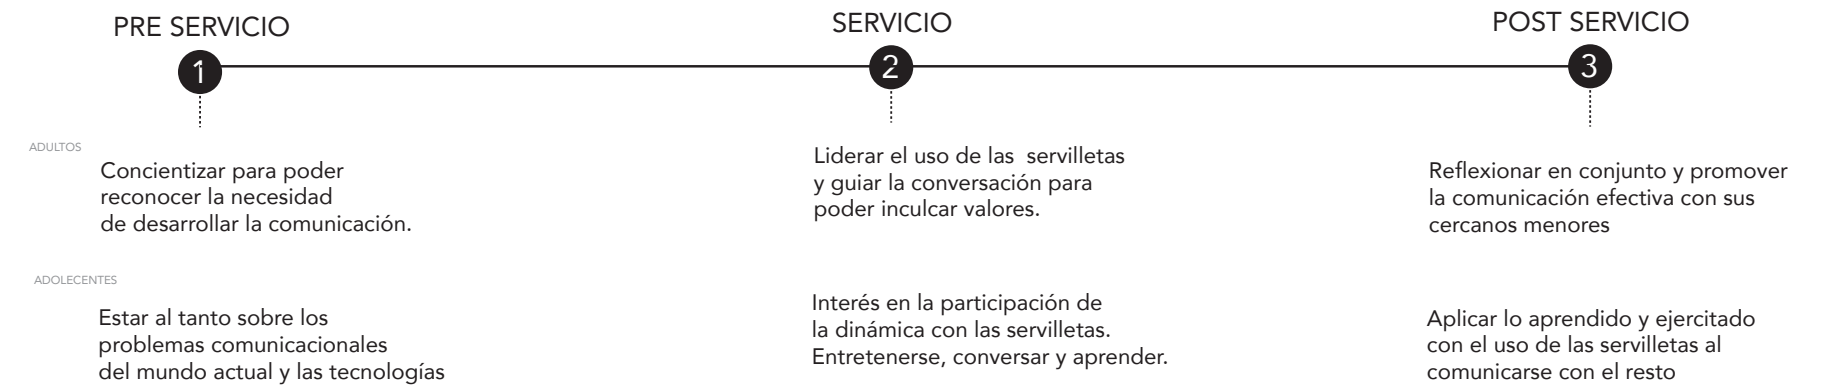 PRE SERVICIO
SERVICIO
POST SERVICIO
1
2
3
ADULTOS
Concientizar para poder
reconocer la necesidad
de desarrollar la comunicación.
Liderar el uso de las servilletas
y guiar la conversación para
poder inculcar valores.
Reflexionar en conjunto y promover
la comunicación efectiva con sus
cercanos menores
ADOLECENTES
Estar al tanto sobre los
problemas comunicacionales
del mundo actual y las tecnologías
Interés en la participación de
la dinámica con las servilletas.
Entretenerse, conversar y aprender.
Aplicar lo aprendido y ejercitado
con el uso de las servilletas al
comunicarse con el resto